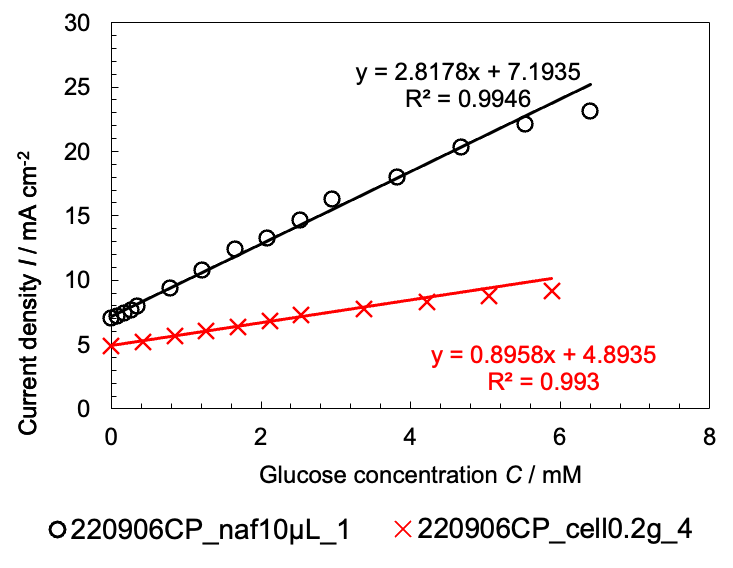 30
25
20
15
10
5
0
Current density I / mA cm⁻²
y = 2.8178x + 7.1935
R² = 0.9946
y = 0.8958x + 4.8935
R² = 0.993
0 2 4 6 8
Glucose concentration C / mM
220906CP_naf10µL_1 220906CP_cell0.2g_4